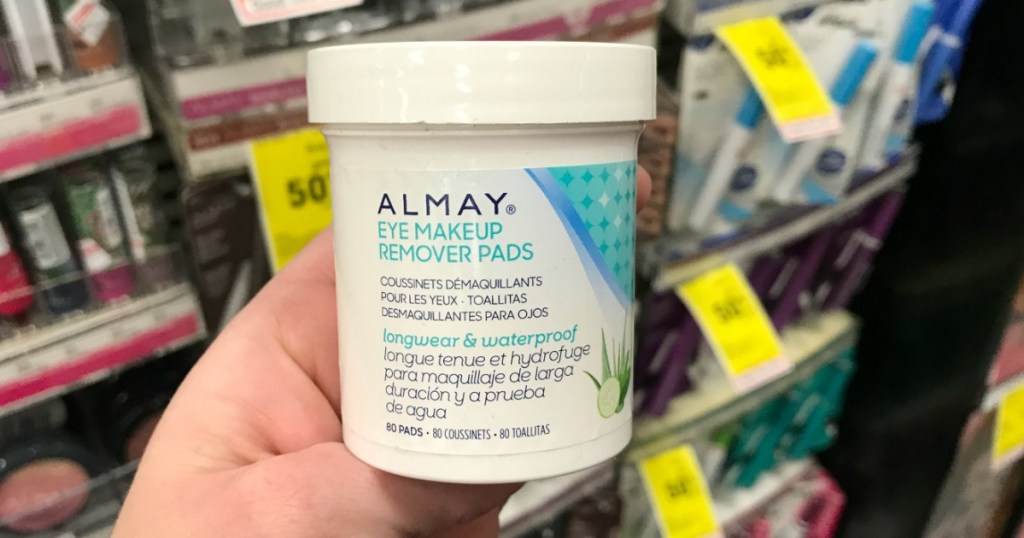 ALMAY®
EYE MAKEUP
REMOVER PADS
COUSSINETS DÉMAQUILLANTS
POUR LES YEUX · TOALLITAS
DESMAQUILLANTES PARA OJOS
longwear & waterproof
longue tenue et hydrofuge
para maquillaje de larga
duración y a prueba
de agua
80 PADS · 80 COUSSINETS · 80 TOALLITAS
50